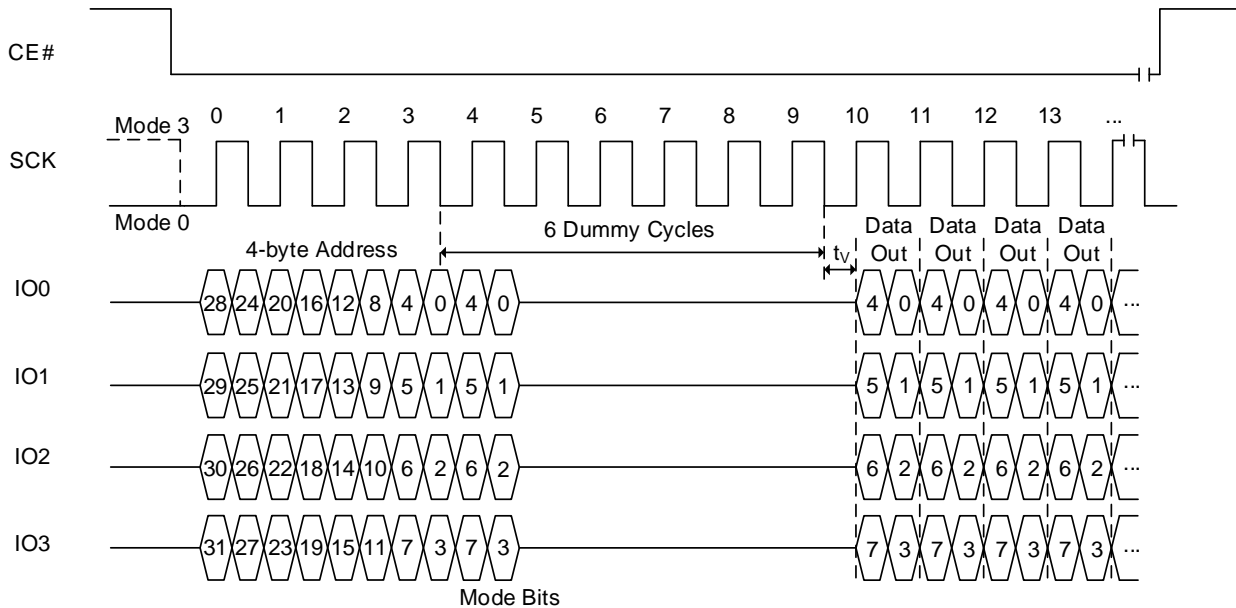 CE#
0 1 2 3 4 5 6 7 8 9 10 11 12 13 ...
Mode 3
SCK
Mode 0
6 Dummy Cycles
4-byte Address
tV
Data Out
Data Out
Data Out
Data Out
IO0
28 24 20 16 12 8 4 0 4 0 4 0 4 0 4 0 4 0 ...
IO1
29 25 21 17 13 9 5 1 5 1 5 1 5 1 5 1 5 1 ...
IO2
30 26 22 18 14 10 6 2 6 2 6 2 6 2 6 2 6 2 ...
IO3
31 27 23 19 15 11 7 3 7 3 7 3 7 3 7 3 7 3 ...
Mode Bits